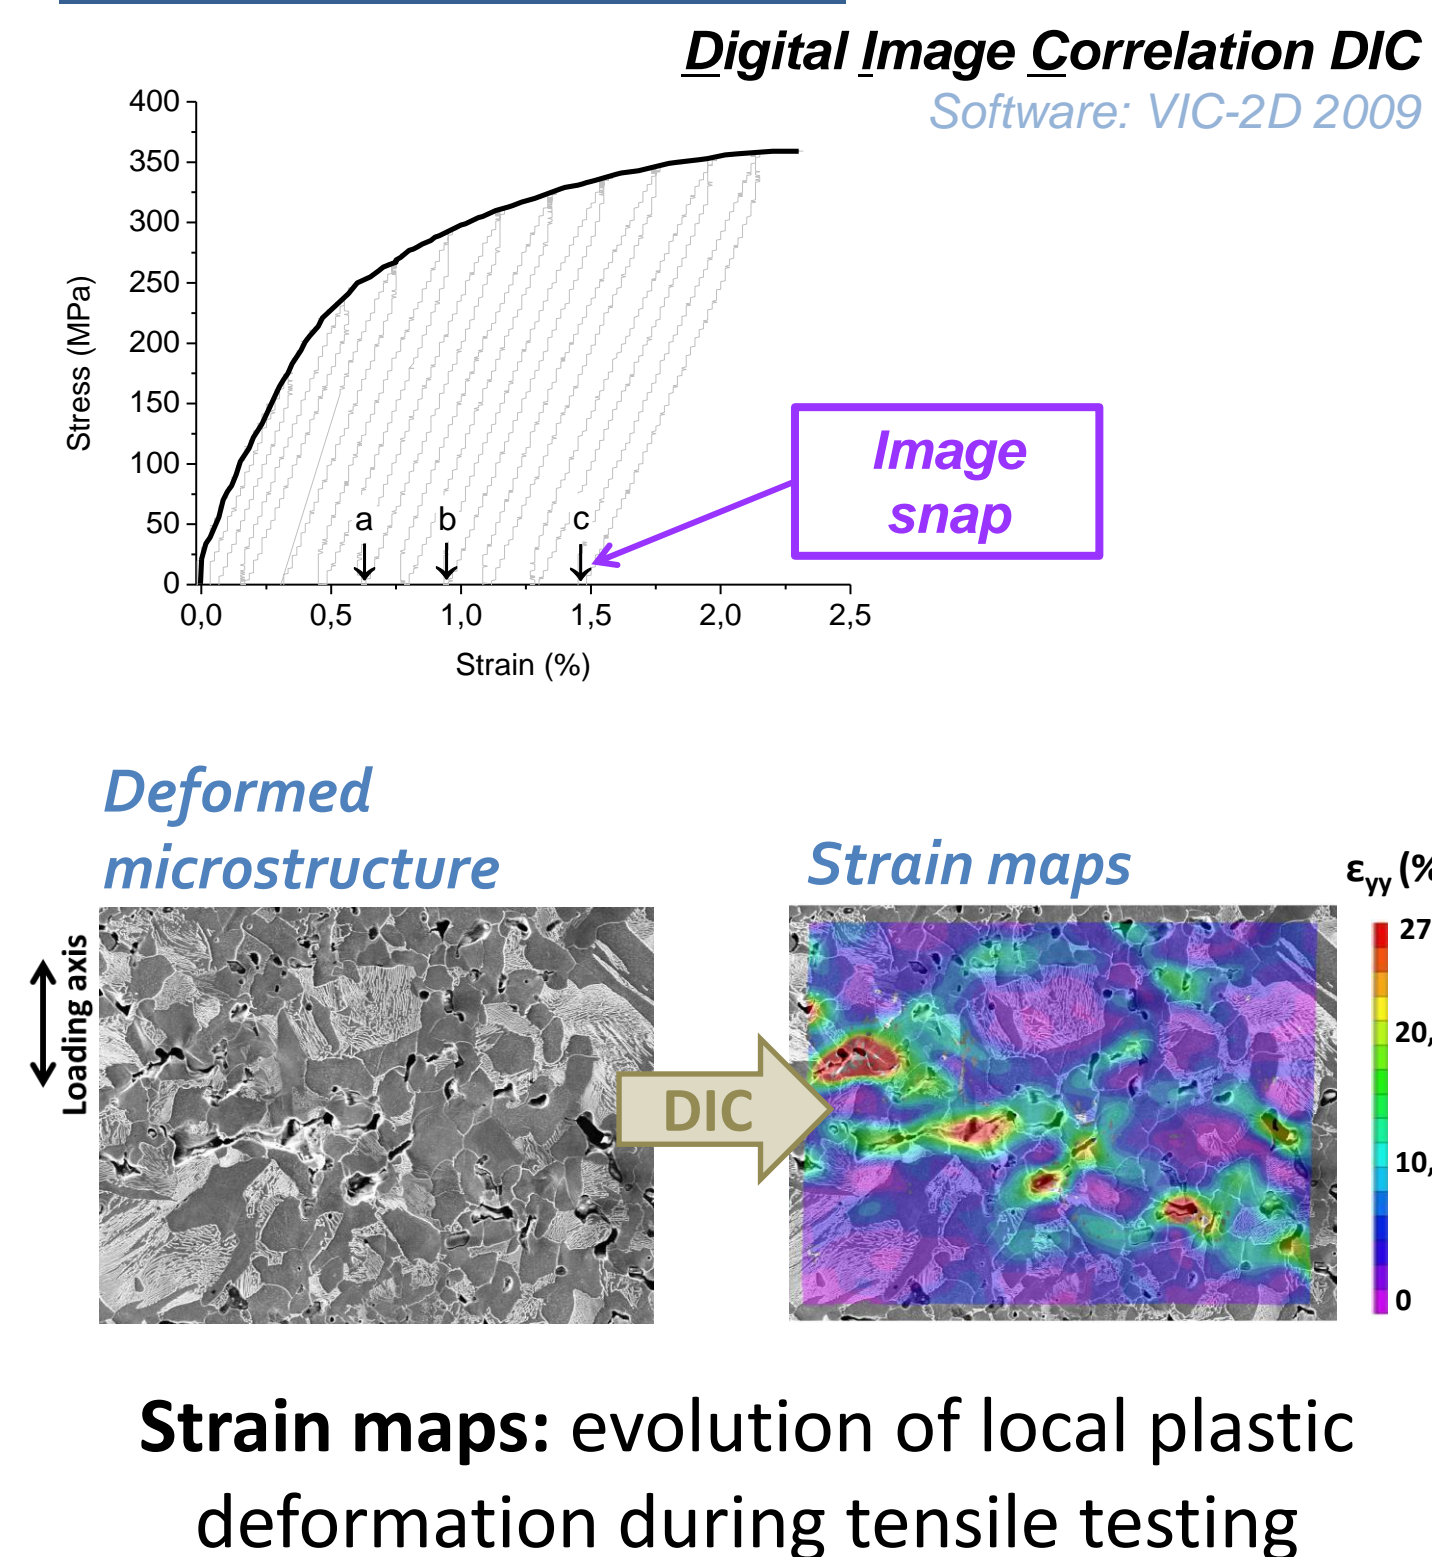 Digital Image Correlation DIC
Software: VIC-2D 2009
400
350
300
250
200
150
100
50
0
Stress (MPa)
a
b
c
Image
snap
0,0
0,5
1,0
1,5
2,0
2,5
Strain (%)
Deformed
microstructure
Strain maps
εyy (%
Loading axis
DIC
27
20,
10,
0
Strain maps: evolution of local plastic
deformation during tensile testing